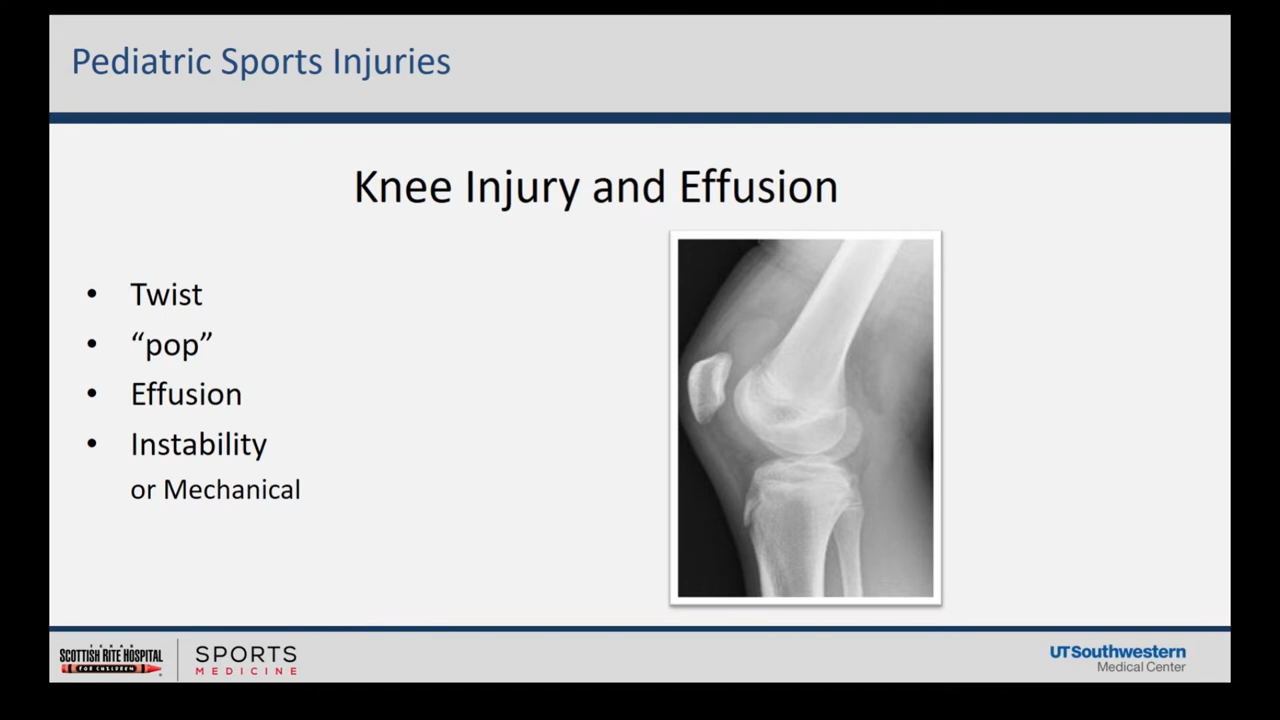 Pediatric Sports Injuries
Knee Injury and Effusion
• Twist
• “pop”
• Effusion
• Instability
or Mechanical
TEXAS
SCOTTISH RITE HOSPITAL
FOR CHILDREN
SPORTS
MEDICINE
UTSouthwestern
Medical Center